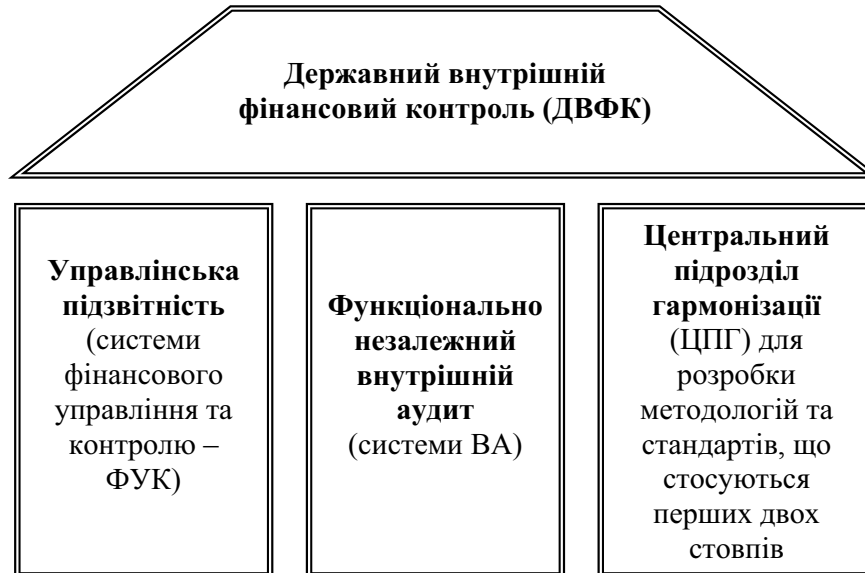 Державний внутрішній
фінансовий контроль (ДВФК)
Управлінська
підзвітність
(системи
фінансового
управління та
контролю –
ФУК)
Функціонально
незалежний
внутрішній
аудит
(системи ВА)
Центральний
підрозділ
гармонізації
(ЦПГ) для
розробки
методологій та
стандартів, що
стосуються
перших двох
стовпів